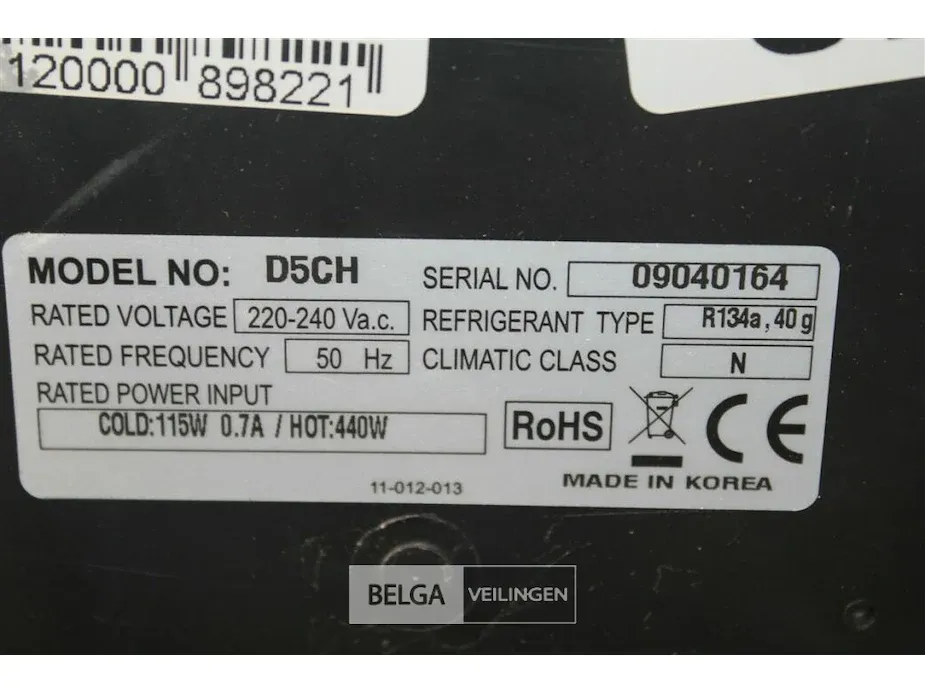 120000 898221
MODEL NO: D5CH
SERIAL NO. 09040164
RATED VOLTAGE 220-240 Va.c.
REFRIGERANT TYPE R134a, 40g
RATED FREQUENCY 50 Hz
CLIMATIC CLASS N
RATED POWER INPUT
COLD:115W 0.7A / HOT:440W
RoHS
CE
MADE IN KOREA
11-012-013
BELGA VEILINGEN